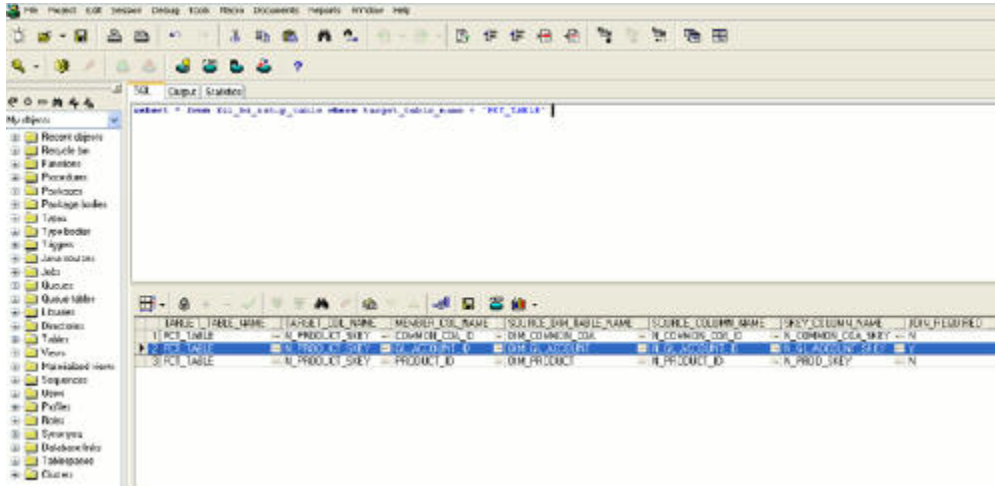 File Project Edit Session Debug Tools Macro Documents Reports Window Help
SQL Output Statistics
select * from fsi_bi_setup_table where target_table_name = 'FCT_TABLE'
My objects
Recent objects
Recycle bin
Functions
Procedures
Packages
Package bodies
Types
Type bodies
Triggers
Java sources
Jobs
Queues
Queue tables
Libraries
Directories
Tables
Views
Materialized views
Sequences
Users
Profiles
Roles
Synonyms
Database links
Tablespaces
Clusters
TARGET_TABLE_NAME TARGET_COL_NAME MEMBER_COL_NAME SOURCE_DIM_TABLE_NAME SOURCE_COLUMN_NAME SKEY_COLUMN_NAME JOIN_REQUIRED
1 FCT_TABLE N_PRODUCT_SKEY COMMON_COA_ID DIM_COMMON_COA N_COMMON_COA_ID N_COMMON_COA_SKEY N
2 FCT_TABLE N_PRODUCT_SKEY GL_ACCOUNT_ID DIM_GL_ACCOUNT N_GL_ACCOUNT_ID N_GL_ACCOUNT_SKEY Y
3 FCT_TABLE N_PRODUCT_SKEY PRODUCT_ID DIM_PRODUCT N_PRODUCT_ID N_PROD_SKEY N